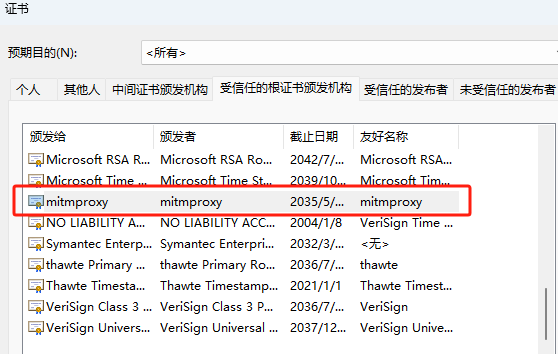 证书
预期目的(N): <所有>
个人 其他人 中间证书颁发机构 受信任的根证书颁发机构 受信任的发布者 未受信任的发布者
颁发给 颁发者 截止日期 友好名称
Microsoft RSA R... Microsoft RSA Ro... 2042/7/... Microsoft RSA...
Microsoft Time ... Microsoft Time St... 2039/10... Microsoft Tim...
mitmproxy mitmproxy 2035/5/... mitmproxy
NO LIABILITY A... NO LIABILITY ACC... 2004/1/8 VeriSign Time ...
Symantec Enterpr... Symantec Enterpri... 2032/3/... <无>
thawte Primary ... thawte Primary Ro... 2036/7/... thawte
Thawte Timesta... Thawte Timestamp... 2021/1/1 Thawte Timest...
VeriSign Class 3 ... VeriSign Class 3 P... 2036/7/... VeriSign
VeriSign Univers... VeriSign Universal ... 2037/12... VeriSign Unive...